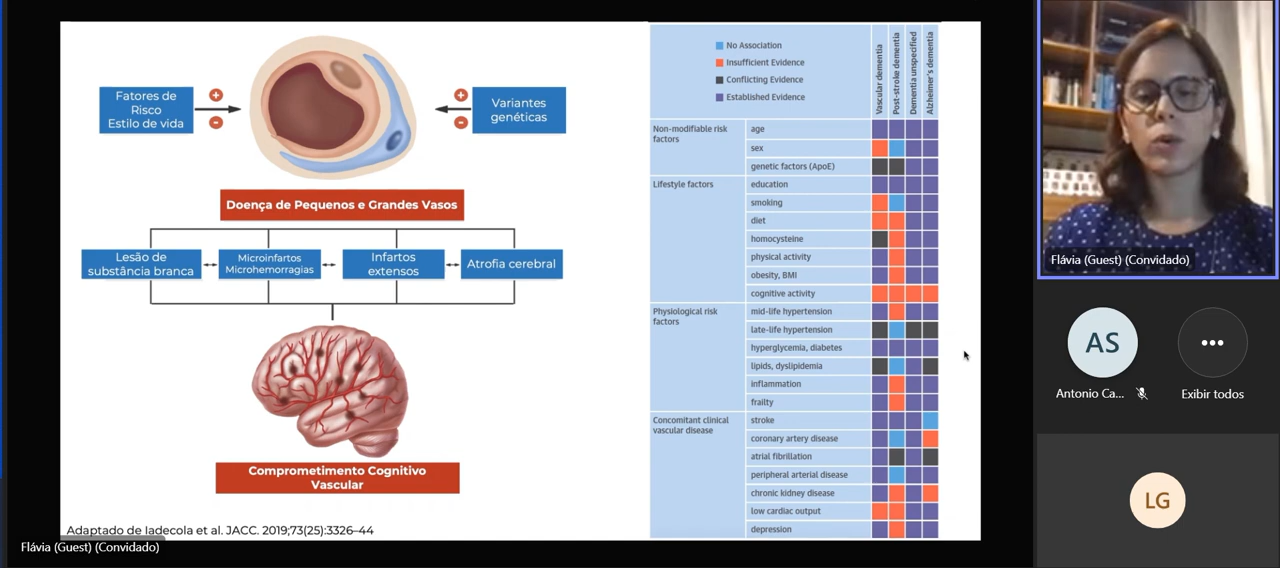 Fatores de
Risco
Estilo de vida
Variantes
genéticas
Doença de Pequenos e Grandes Vasos
Lesão de
substância branca
Microinfartos
Microhemorragias
Infartos
extensos
Atrofia cerebral
Comprometimento Cognitivo
Vascular
Adaptado de Iadecola et al. JACC. 2019;73(25):3326–44
Flávia (Guest) (Convidado)
No Association
Insufficient Evidence
Conflicting Evidence
Established Evidence
Vascular dementia
Post-stroke dementia
Dementia unspecified
Alzheimer's dementia
Non-modifiable risk
factors
age
sex
genetic factors (ApoE)
Lifestyle factors
education
smoking
diet
homocysteine
physical activity
obesity, BMI
cognitive activity
Physiological risk
factors
mid-life hypertension
late-life hypertension
hyperglycemia, diabetes
lipids, dyslipidemia
inflammation
frailty
Concomitant clinical
vascular disease
stroke
coronary artery disease
atrial fibrillation
peripheral arterial disease
chronic kidney disease
low cardiac output
depression
Flávia (Guest) (Convidado)
AS
Antonio Ca...
•••
Exibir todos
LG